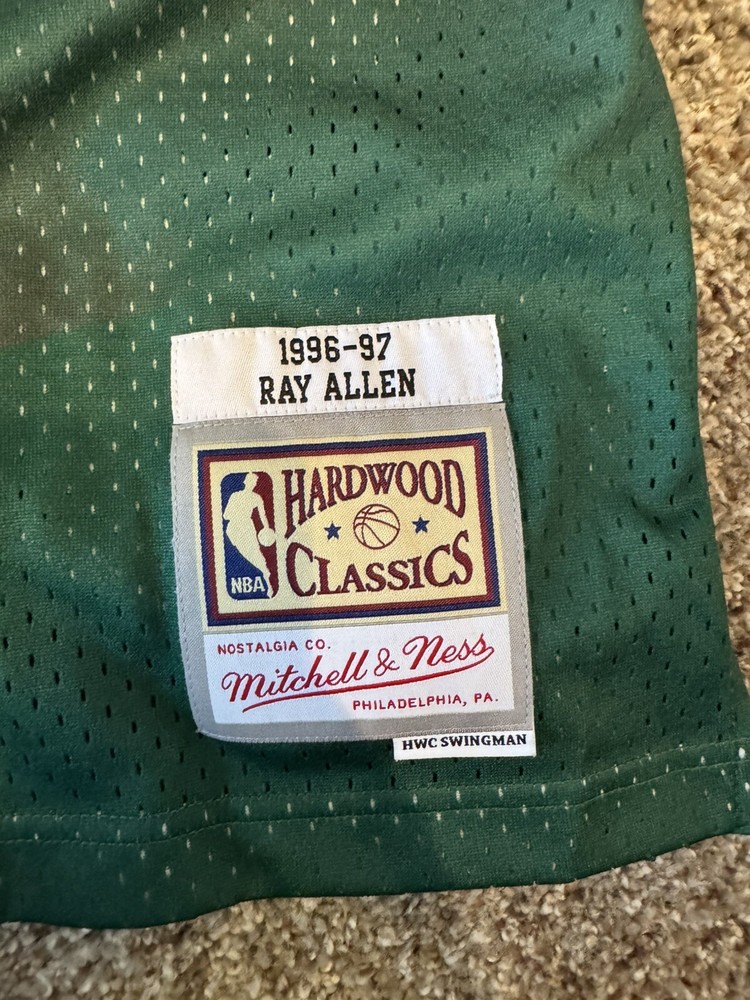 1996-97
RAY ALLEN
HARDWOOD
CLASSICS
NBA
NOSTALGIA CO.
Mitchell & Ness
PHILADELPHIA, PA.
HWC SWINGMAN